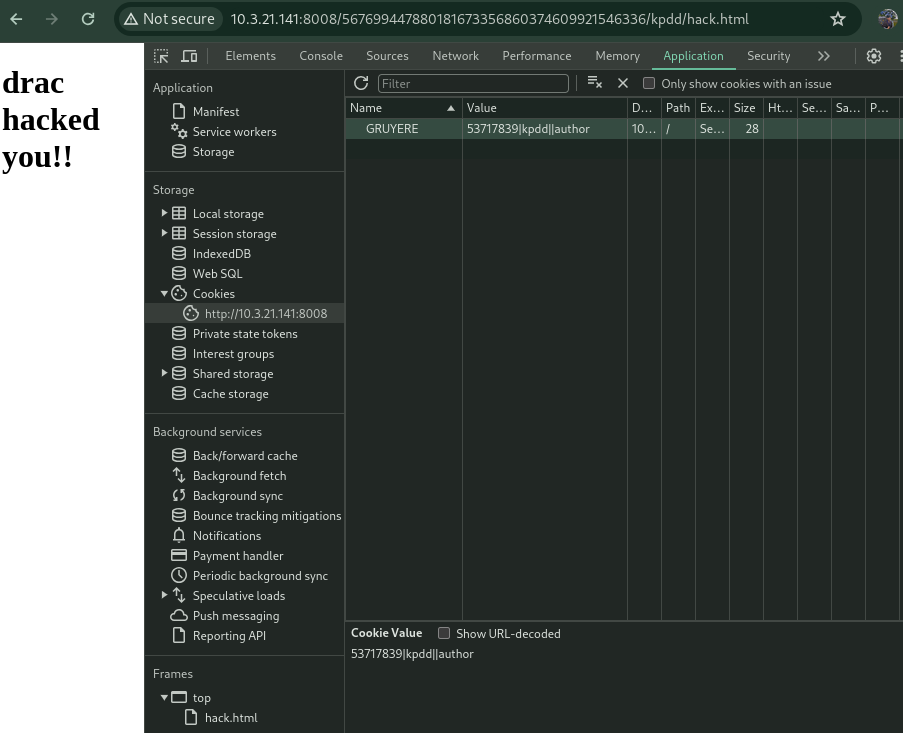 Not secure 10.3.21.141:8008/567699447880181673356860374609921546336/kpdd/hack.html
drac
hacked
you!!
Elements Console Sources Network Performance Memory Application Security
Application
Manifest
Service workers
Storage
Storage
Local storage
Session storage
IndexedDB
Web SQL
Cookies
http://10.3.21.141:8008
Private state tokens
Interest groups
Shared storage
Cache storage
Background services
Back/forward cache
Background fetch
Background sync
Bounce tracking mitigations
Notifications
Payment handler
Periodic background sync
Speculative loads
Push messaging
Reporting API
Frames
top
hack.html
Filter Only show cookies with an issue
Name Value D... Path Ex... Size Ht... Se... Sa... P...
GRUYERE 53717839|kpdd||author 10... / Se... 28
Cookie Value Show URL-decoded
53717839|kpdd||author